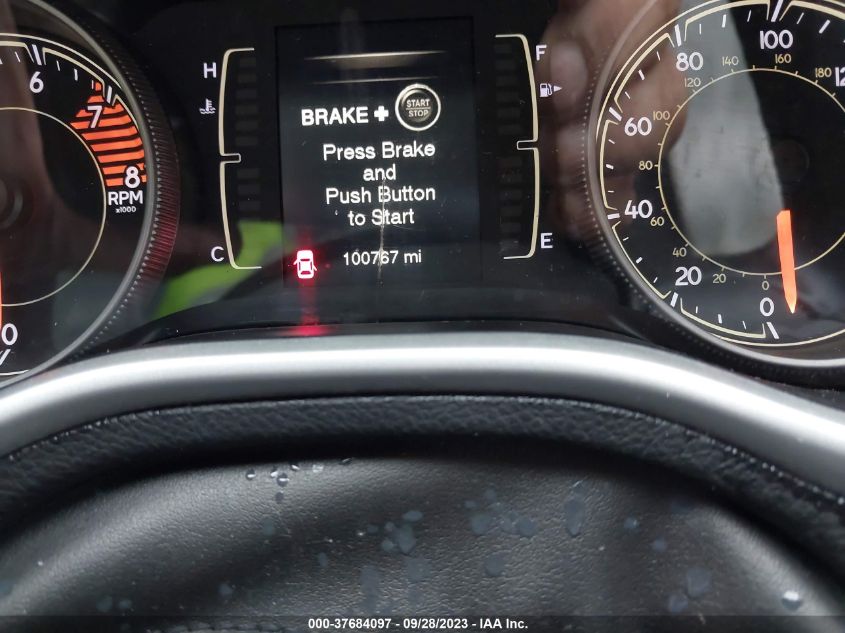 6
7
8
RPM
x1000
0
H
C
BRAKE + START STOP
Press Brake
and
Push Button
to Start
100767 mi
F
E
100
80
60
40
20
0
180
160
140
120
100
80
60
40
20
0
000-37684097 - 09/28/2023 - IAA Inc.